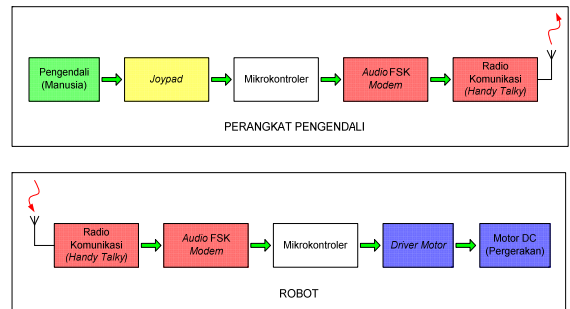 Pengendali
(Manusia)
Joypad
Mikrokontroler
Audio FSK
Modem
Radio
Komunikasi
(Handy Talky)
PERANGKAT PENGENDALI
Radio
Komunikasi
(Handy Talky)
Audio FSK
Modem
Mikrokontroler
Driver Motor
Motor DC
(Pergerakan)
ROBOT